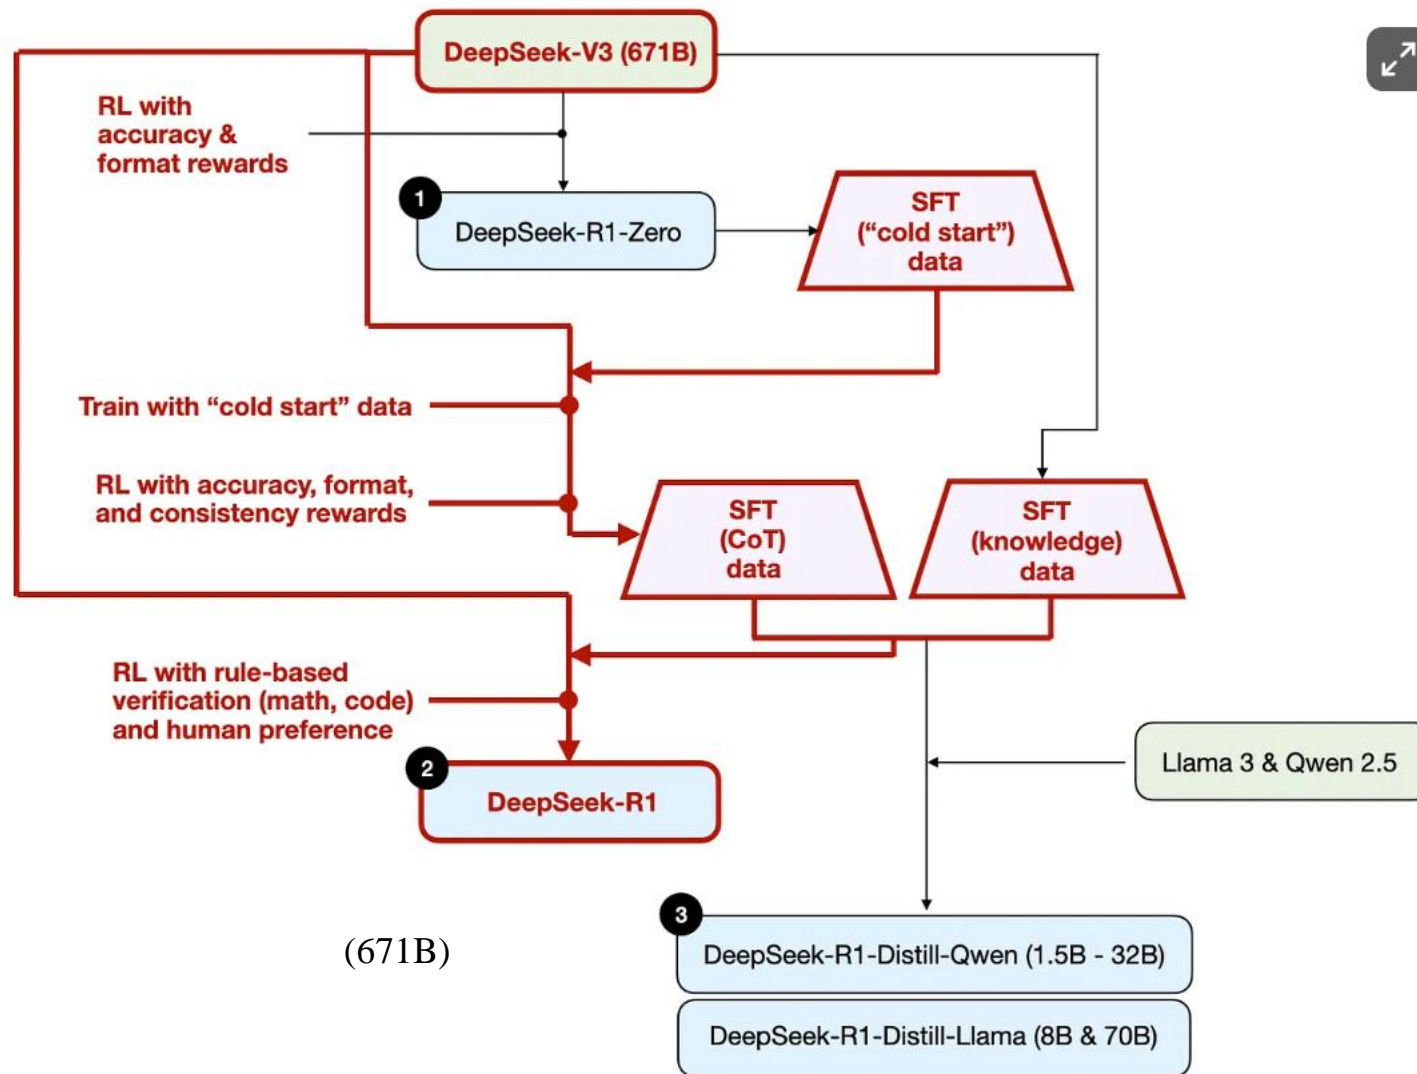 DeepSeek-V3 (671B)
RL with
accuracy &
format rewards
1
DeepSeek-R1-Zero
SFT
(“cold start”)
data
Train with “cold start” data
RL with accuracy, format,
and consistency rewards
SFT
(CoT)
data
SFT
(knowledge)
data
RL with rule-based
verification (math, code)
and human preference
2
DeepSeek-R1
Llama 3 & Qwen 2.5
(671B)
3
DeepSeek-R1-Distill-Qwen (1.5B - 32B)
DeepSeek-R1-Distill-Llama (8B & 70B)